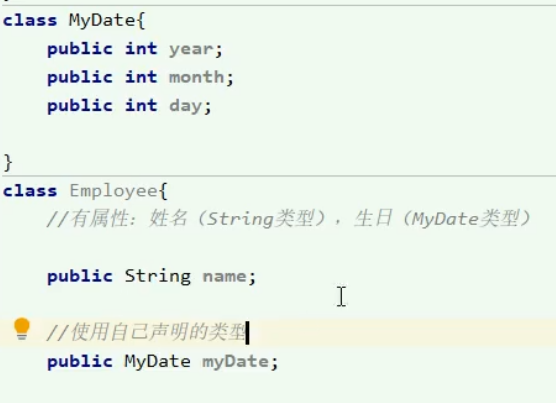 class MyDate{
public int year;
public int month;
public int day;
}
class Employee{
//有属性：姓名（String类型），生日（MyDate类型）
public String name;
//使用自己声明的类型
public MyDate myDate;